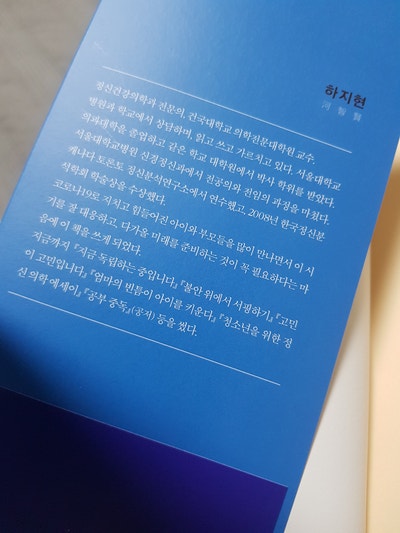 하지현
정신건강의학과 전문의, 건국대학교 의학전문대학원 교수.
병원과 학교에서 상담하며, 읽고 쓰고 가르치고 있다. 서울대학교
의과대학을 졸업하고 같은 학교 대학원에서 박사 학위를 받았다.
서울대학교병원 신경정신과에서 전공의와 전임의 과정을 마쳤다.
캐나다 토론토 정신분석연구소에서 연수했고, 2008년 한국정신분
석학회 학술상을 수상했다.
코로나19로 지치고 힘들어진 아이와 부모들을 많이 만나면서 이 시
기를 잘 대응하고, 다가올 미래를 준비하는 것이 꼭 필요하다는 마
음에 이 책을 쓰게 되었다.
지금까지 『지금 독립하는 중입니다』 『불안 위에서 서핑하기』 『고민
이 고민입니다』 『엄마의 빈틈이 아이를 키운다』 『청소년을 위한 정
신 의학 에세이』 『공부 중독』(공저) 등을 썼다.